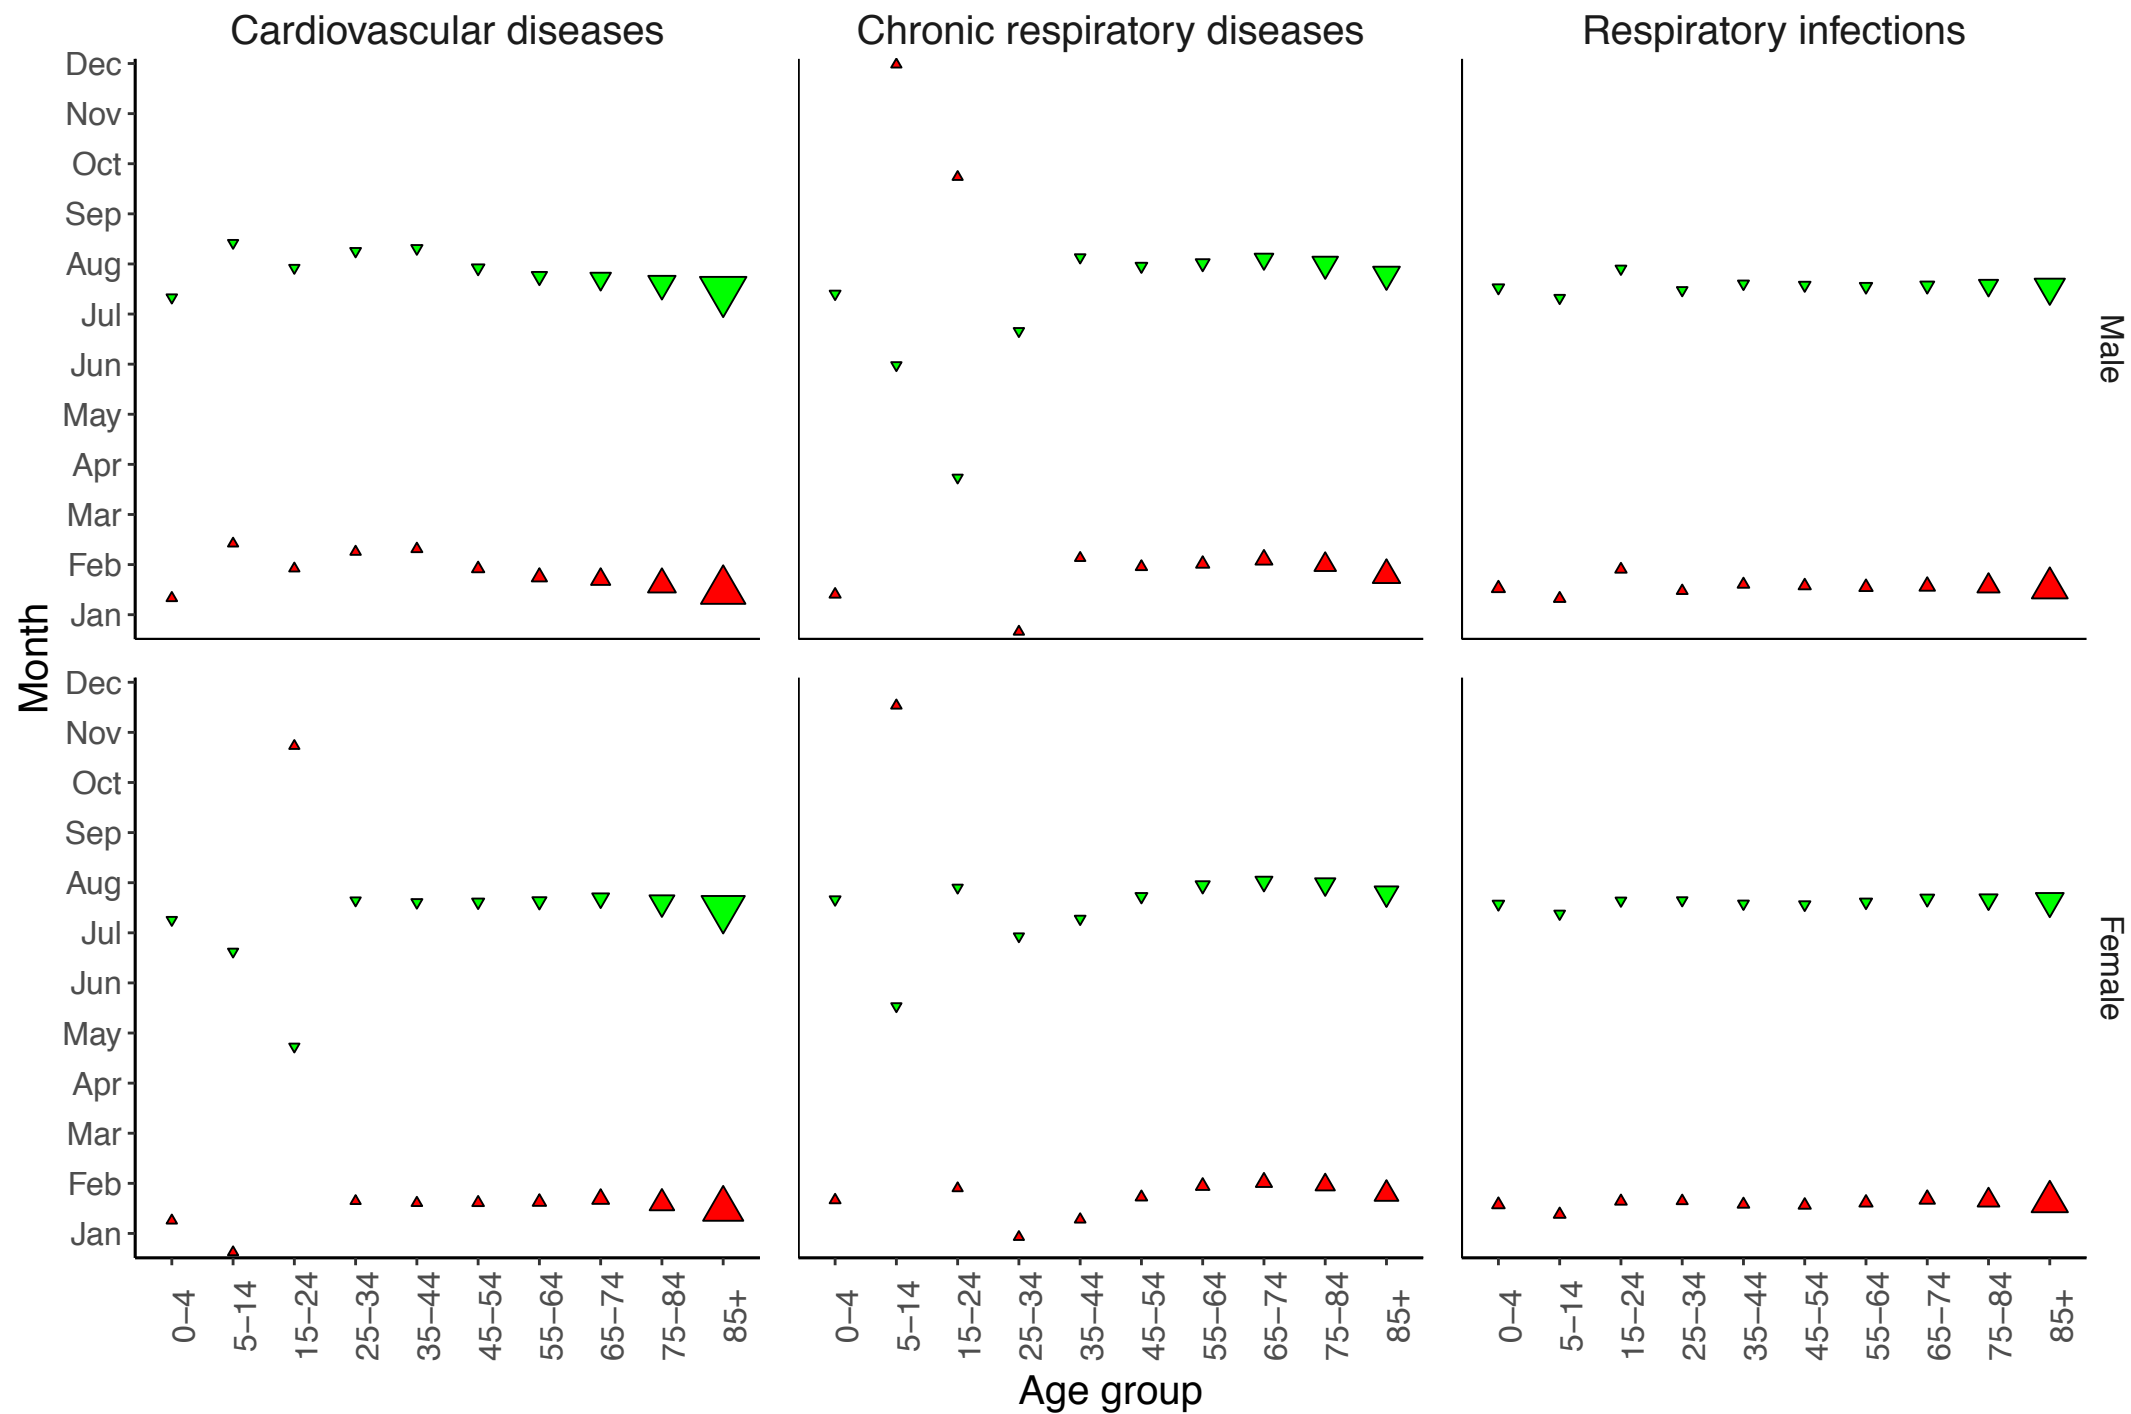 Cardiovascular diseases
Chronic respiratory diseases
Respiratory infections
Dec
Nov
Oct
Sep
Aug
Jul
Jun
May
Apr
Mar
Feb
Jan
Male
Month
Dec
Nov
Oct
Sep
Aug
Jul
Jun
May
Apr
Mar
Feb
Jan
Female
0–4
5–14
15–24
25–34
35–44
45–54
55–64
65–74
75–84
85+
0–4
5–14
15–24
25–34
35–44
45–54
55–64
65–74
75–84
85+
0–4
5–14
15–24
25–34
35–44
45–54
55–64
65–74
75–84
85+
Age group